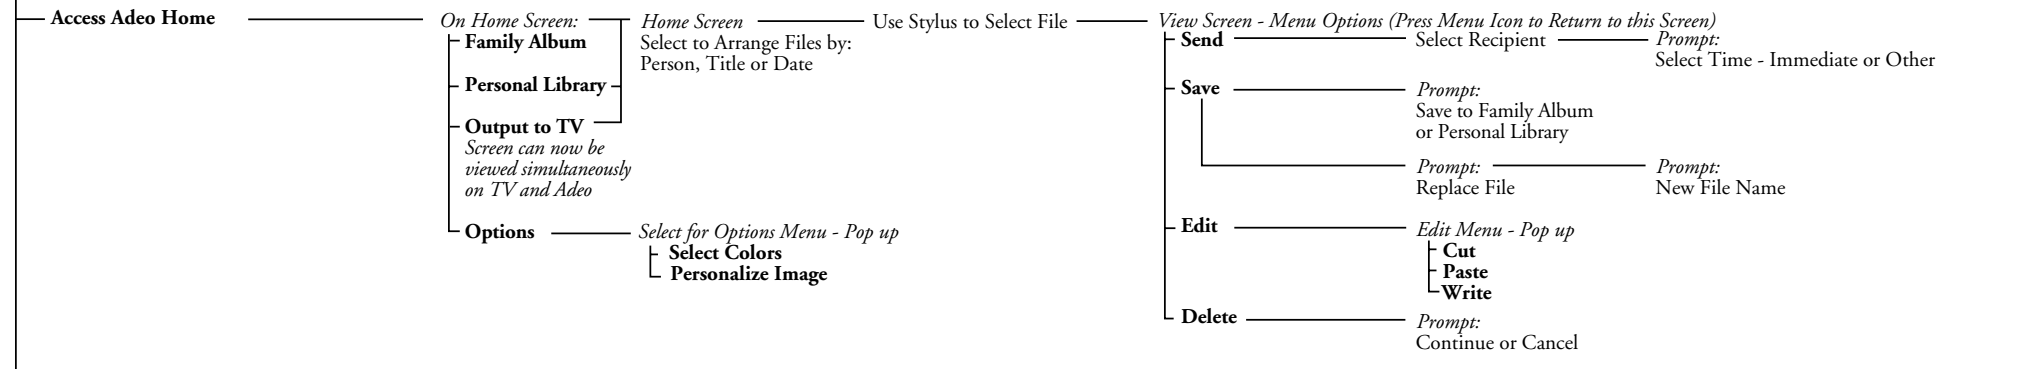 Access Adeo Home
On Home Screen:
Family Album
Personal Library
Output to TV
Screen can now be
viewed simultaneously
on TV and Adeo
Options
Home Screen
Select to Arrange Files by:
Person, Title or Date
Select for Options Menu - Pop up
Select Colors
Personalize Image
Use Stylus to Select File
View Screen - Menu Options (Press Menu Icon to Return to this Screen)
Send
Select Recipient
Prompt:
Select Time - Immediate or Other
Save
Prompt:
Save to Family Album
or Personal Library
Prompt:
Replace File
Prompt:
New File Name
Edit
Edit Menu - Pop up
Cut
Paste
Write
Delete
Prompt:
Continue or Cancel